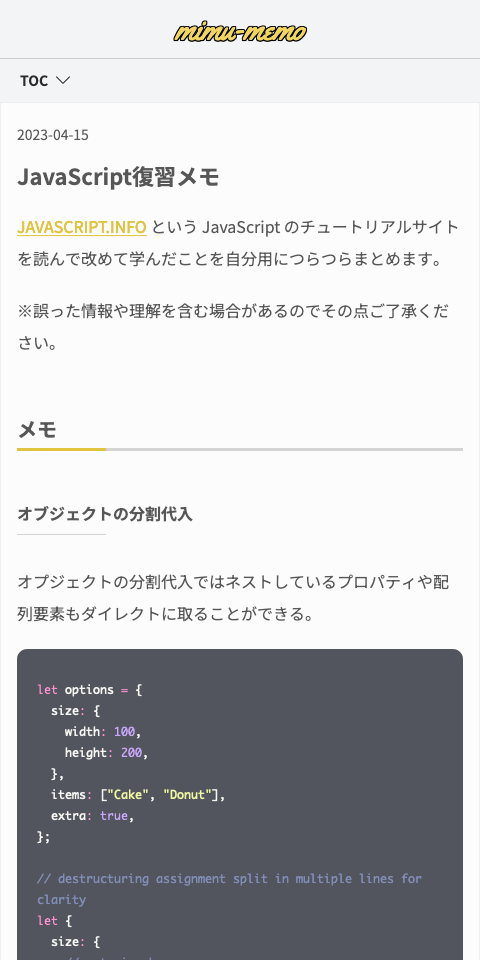 mimu-memo
TOC
2023-04-15
JavaScript復習メモ
JAVASCRIPT.INFO という JavaScript のチュートリアルサイト
を読んで改めて学んだことを自分用につらつらまとめます。
※誤った情報や理解を含む場合があるのでその点ご了承くだ
さい。
メモ
オブジェクトの分割代入
オブジェクトの分割代入ではネストしているプロパティや配
列要素もダイレクトに取ることができる。
let options = {
  size: {
    width: 100,
    height: 200,
  },
  items: ["Cake", "Donut"],
  extra: true,
};
// destructuring assignment split in multiple lines for
clarity
let {
  size: {